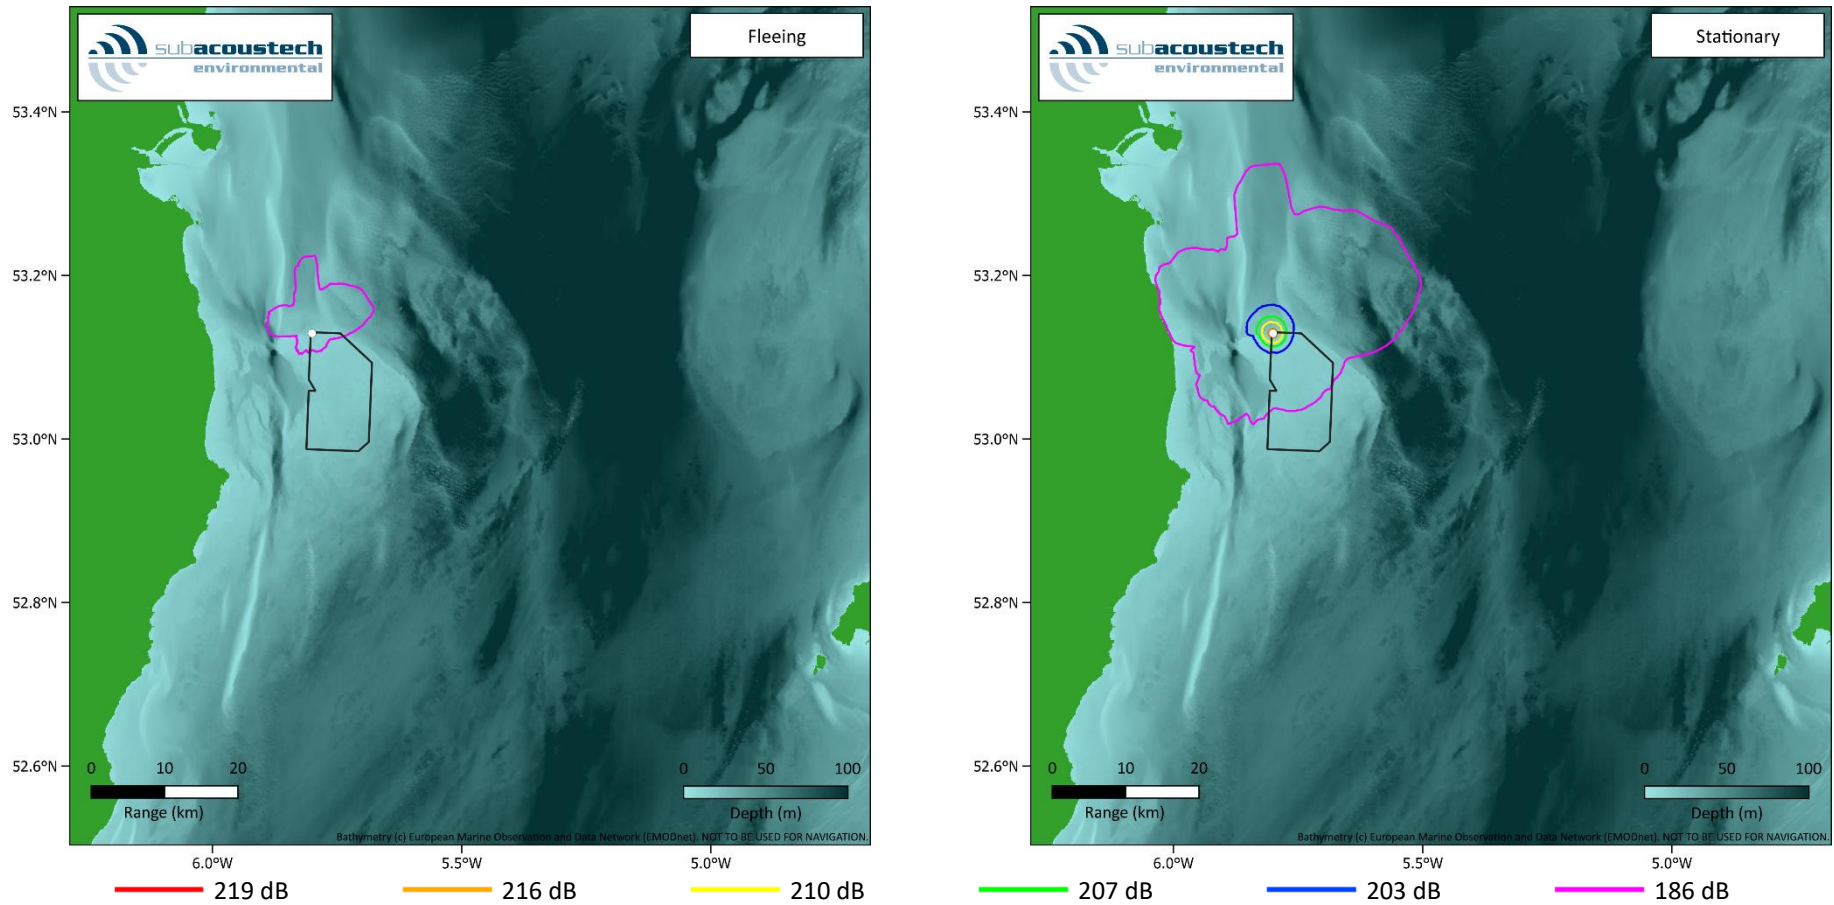 subacoustech
environmental
Fleeing
53.4°N
53.2°N
53.0°N
52.8°N
52.6°N
0 10 20
Range (km)
0 50 100
Depth (m)
Bathymetry (c) European Marine Observation and Data Network (EMODnet). NOT TO BE USED FOR NAVIGATION.
6.0°W 5.5°W 5.0°W
subacoustech
environmental
Stationary
53.4°N
53.2°N
53.0°N
52.8°N
52.6°N
0 10 20
Range (km)
0 50 100
Depth (m)
Bathymetry (c) European Marine Observation and Data Network (EMODnet). NOT TO BE USED FOR NAVIGATION.
6.0°W 5.5°W 5.0°W
219 dB 216 dB 210 dB 207 dB 203 dB 186 dB